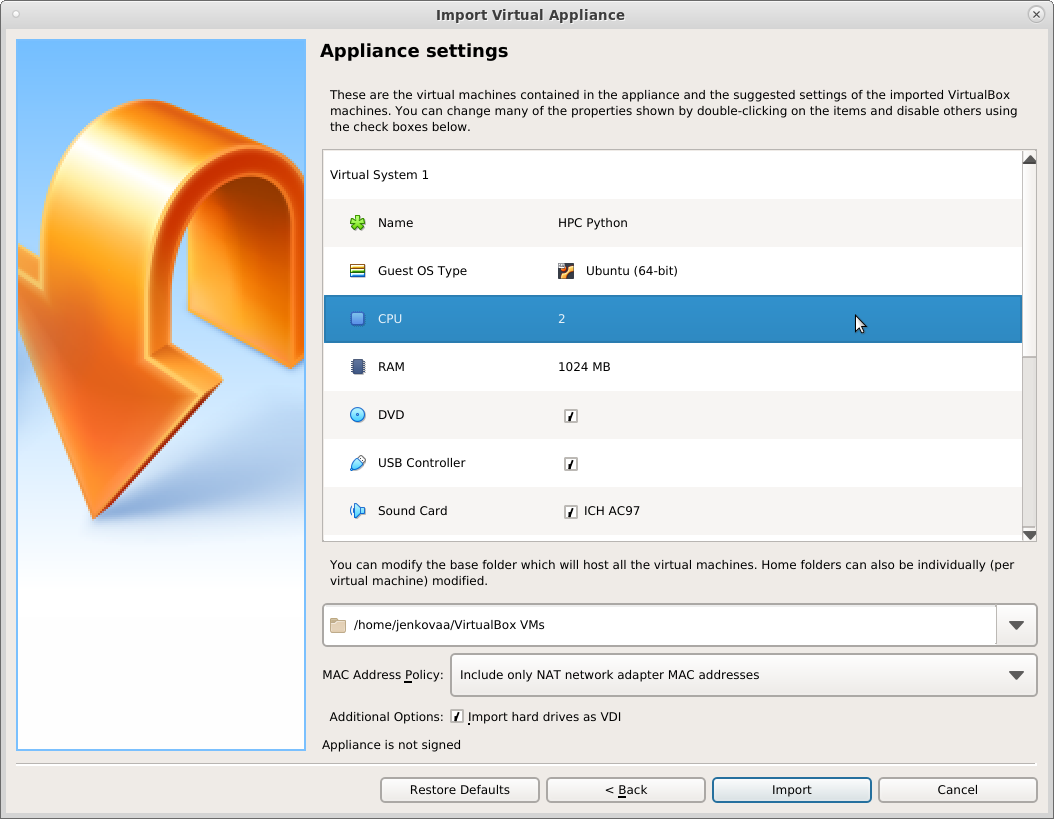 Import Virtual Appliance
Appliance settings
These are the virtual machines contained in the appliance and the suggested settings of the imported VirtualBox
machines. You can change many of the properties shown by double-clicking on the items and disable others using
the check boxes below.
Virtual System 1
Name HPC Python
Guest OS Type Ubuntu (64-bit)
CPU 2
RAM 1024 MB
DVD
USB Controller
Sound Card ICH AC97
You can modify the base folder which will host all the virtual machines. Home folders can also be individually (per
virtual machine) modified.
/home/jenkovaa/VirtualBox VMs
MAC Address Policy: Include only NAT network adapter MAC addresses
Additional Options: Import hard drives as VDI
Appliance is not signed
Restore Defaults < Back Import Cancel